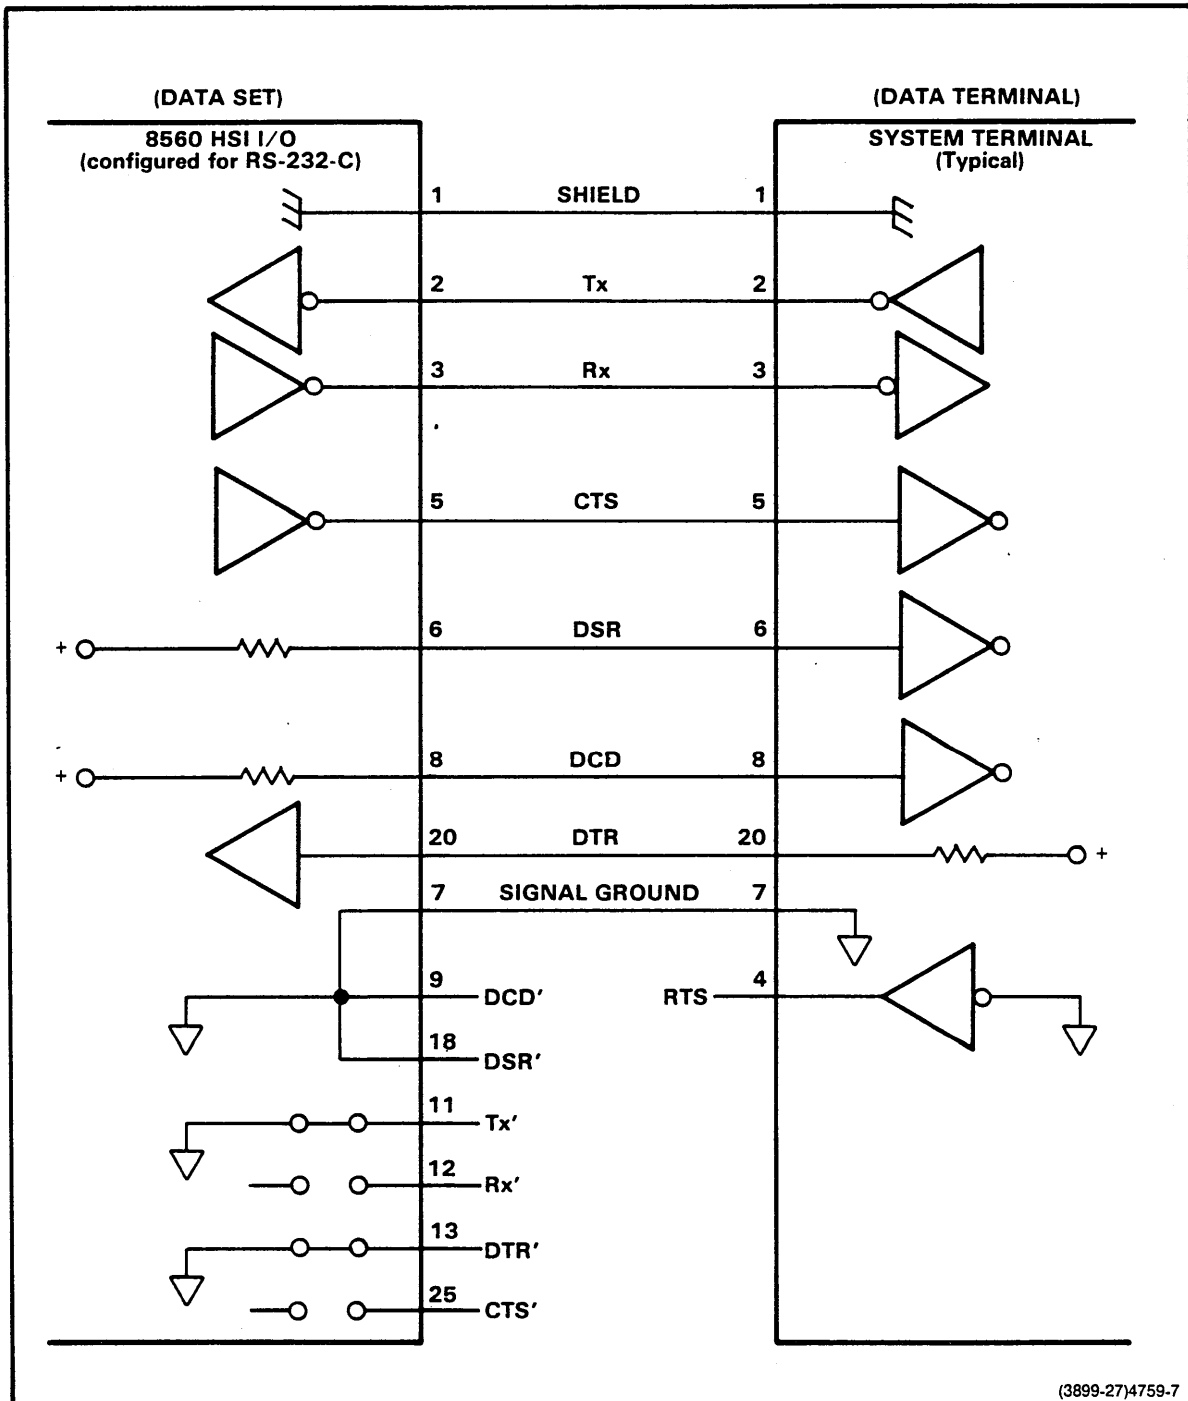 (DATA SET)
(DATA TERMINAL)
8560 HSI I/O
(configured for RS-232-C)
SYSTEM TERMINAL
(Typical)
1 SHIELD 1
2 Tx 2
3 Rx 3
5 CTS 5
+ 6 DSR 6
+ 8 DCD 8
20 DTR 20 +
7 SIGNAL GROUND 7
9 DCD′ RTS 4
18 DSR′
11 Tx′
12 Rx′
13 DTR′
25 CTS′
(3899-27)4759-7